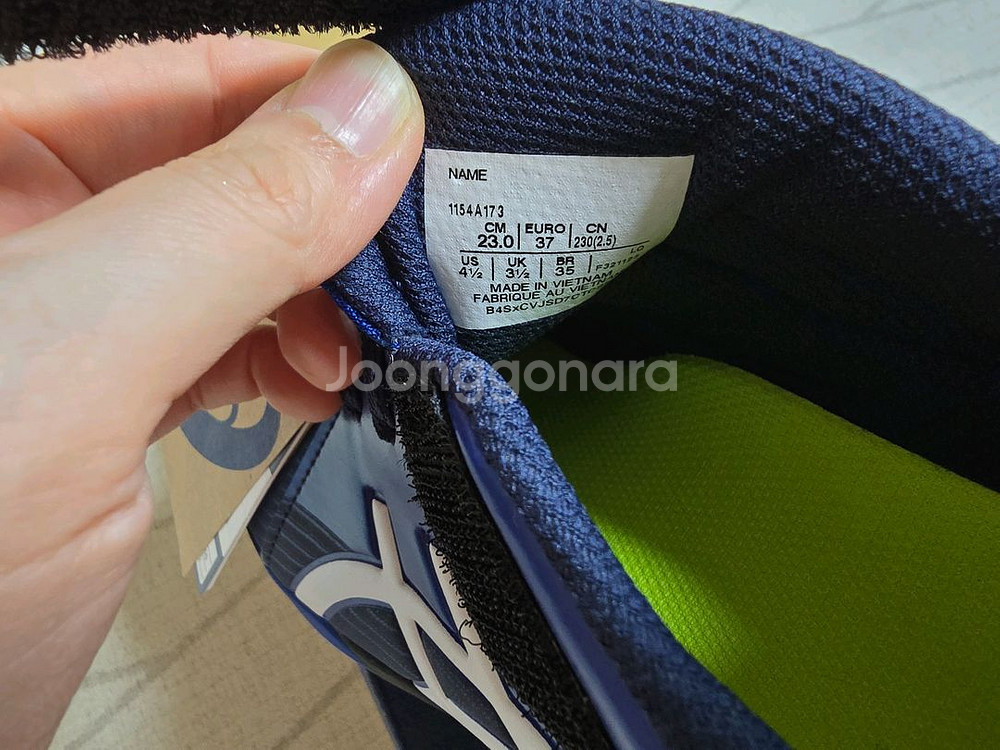 NAME
1154A173
CM EURO CN
23.0 37 230(2.5)
US UK BR
4½ 3½ 35
MADE IN VIETNAM
FABRIQUE AU
Joonggonara